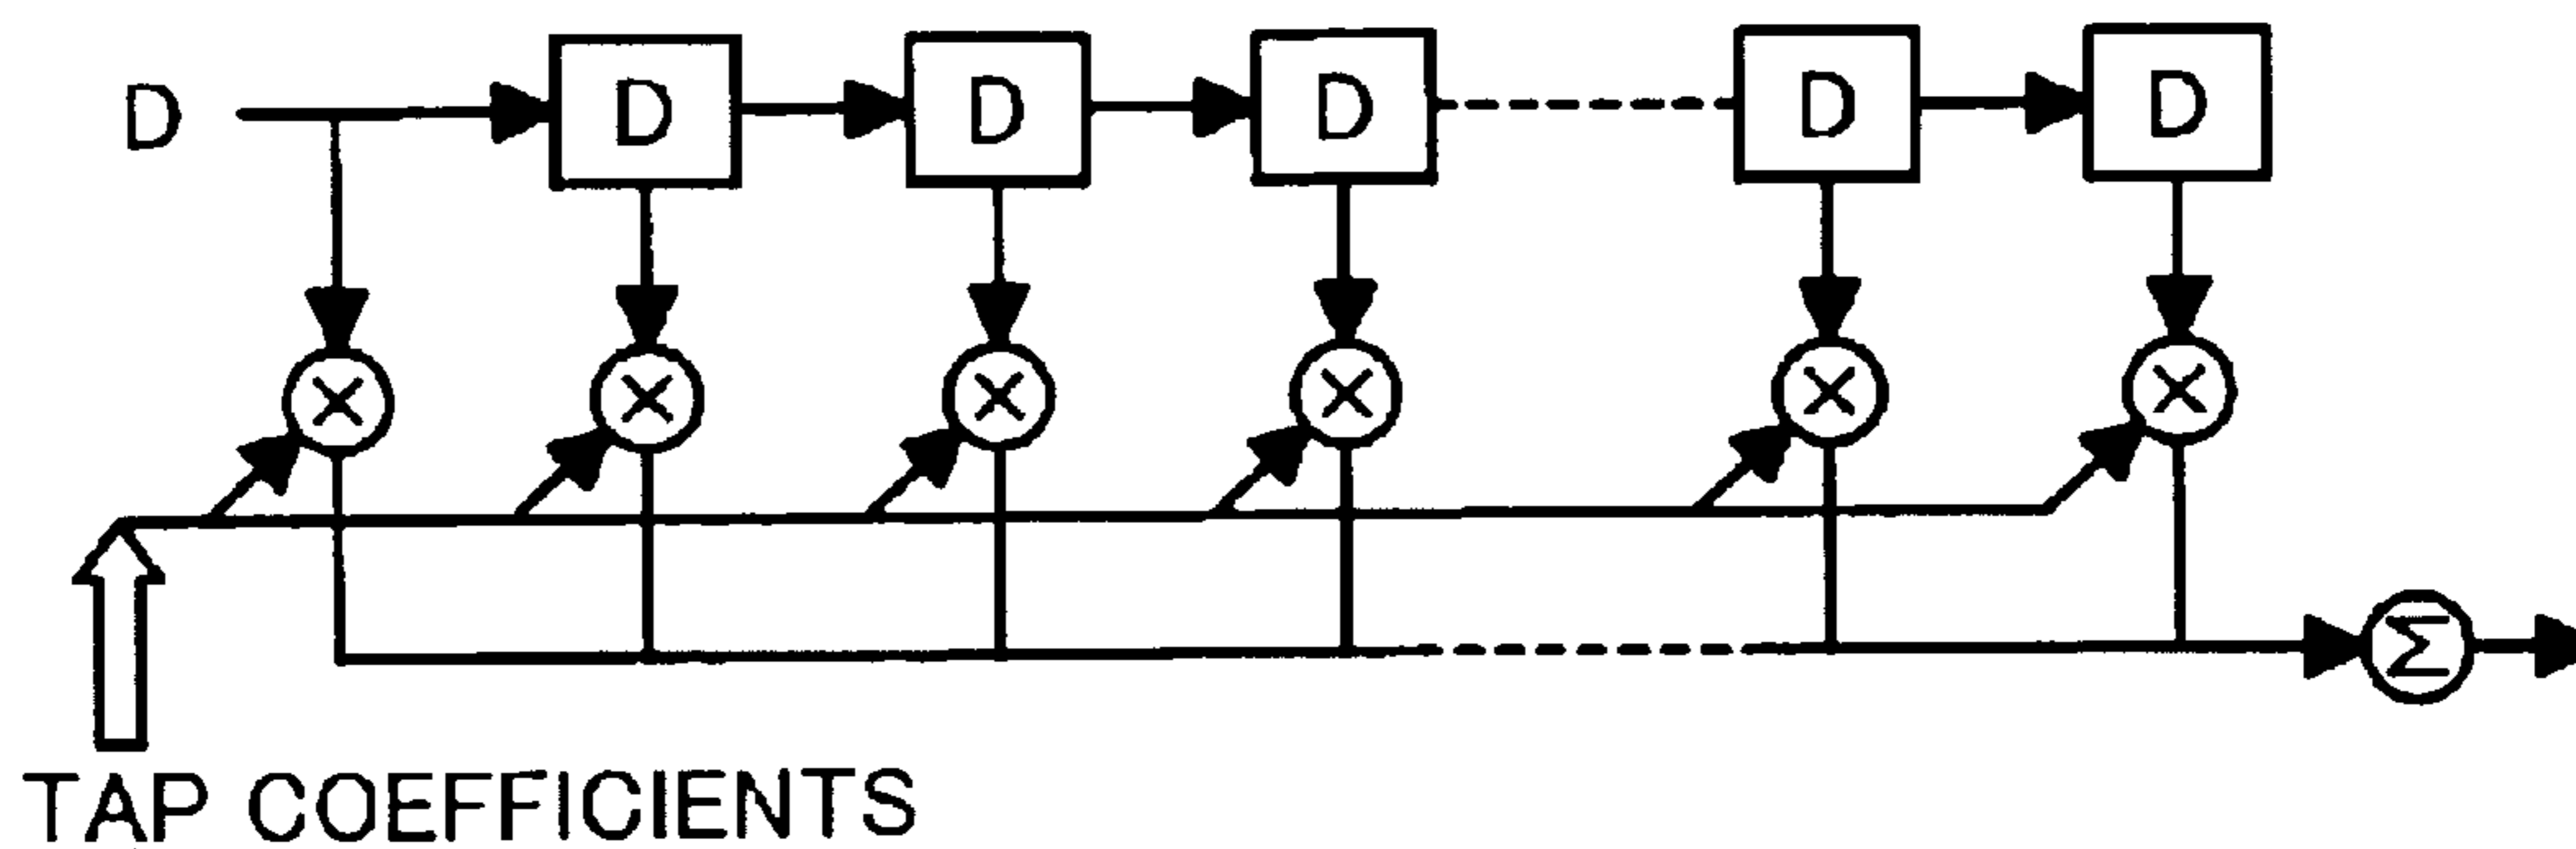 D D D D D D
× × × × × ×
Σ
TAP COEFFICIENTS